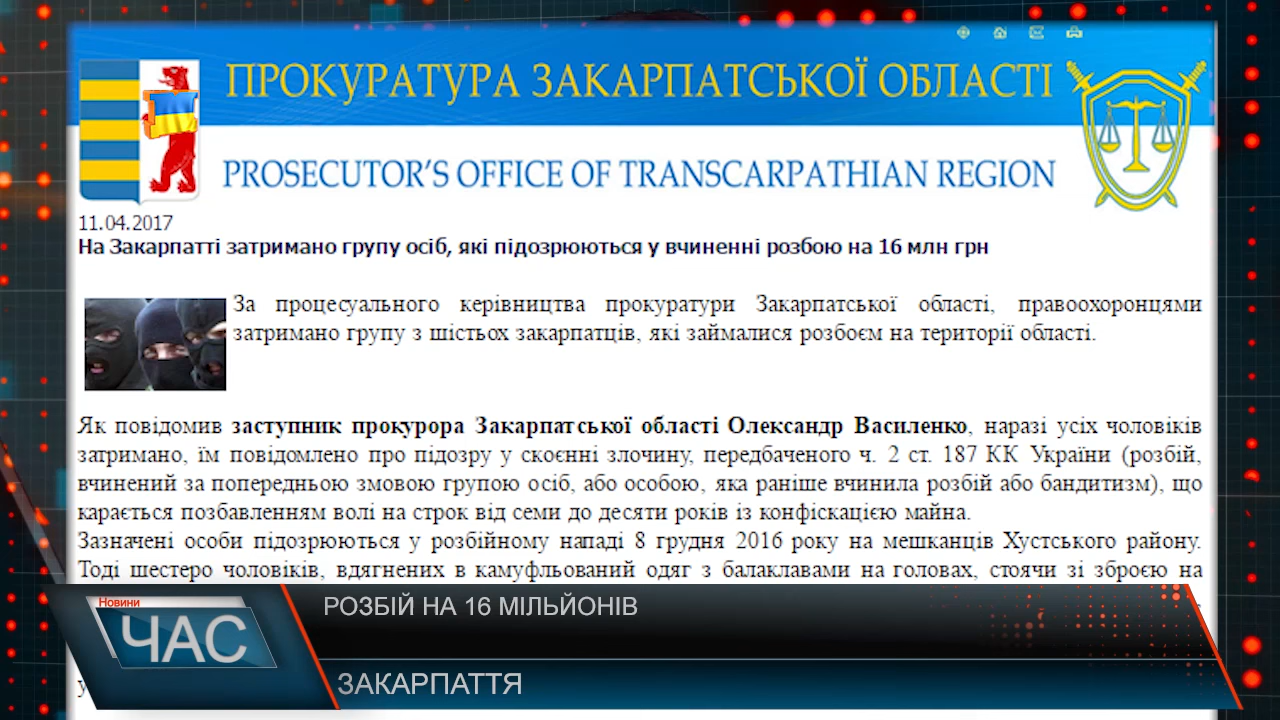 ПРОКУРАТУРА ЗАКАРПАТСЬКОЇ ОБЛАСТІ
PROSECUTOR'S OFFICE OF TRANSCARPATHIAN REGION
11.04.2017
На Закарпатті затримано групу осіб, які підозрюються у вчиненні розбою на 16 млн грн
За процесуального керівництва прокуратури Закарпатської області, правоохоронцями
затримано групу з шістьох закарпатців, які займалися розбоєм на території області.
Як повідомив заступник прокурора Закарпатської області Олександр Василенко, наразі усіх чоловіків
затримано, їм повідомлено про підозру у скоєнні злочину, передбаченого ч. 2 ст. 187 КК України (розбій,
вчинений за попередньою змовою групою осіб, або особою, яка раніше вчинила розбій або бандитизм), що
карається позбавленням волі на строк від семи до десяти років із конфіскацією майна.
Зазначені особи підозрюються у розбійному нападі 8 грудня 2016 року на мешканців Хустського району.
Тоді шестеро чоловіків, вдягнених в камуфльований одяг з балаклавами на головах, стоячи зі зброєю на
Новини
ЧАС
РОЗБІЙ НА 16 МІЛЬЙОНІВ
ЗАКАРПАТТЯ